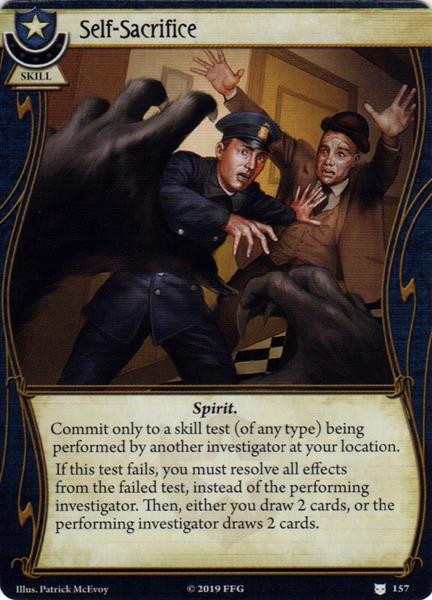 Self-Sacrifice
SKILL
Spirit.
Commit only to a skill test (of any type) being
performed by another investigator at your location.
If this test fails, you must resolve all effects
from the failed test, instead of the performing
investigator. Then, either you draw 2 cards, or the
performing investigator draws 2 cards.
Illus. Patrick McEvoy © 2019 FFG 157